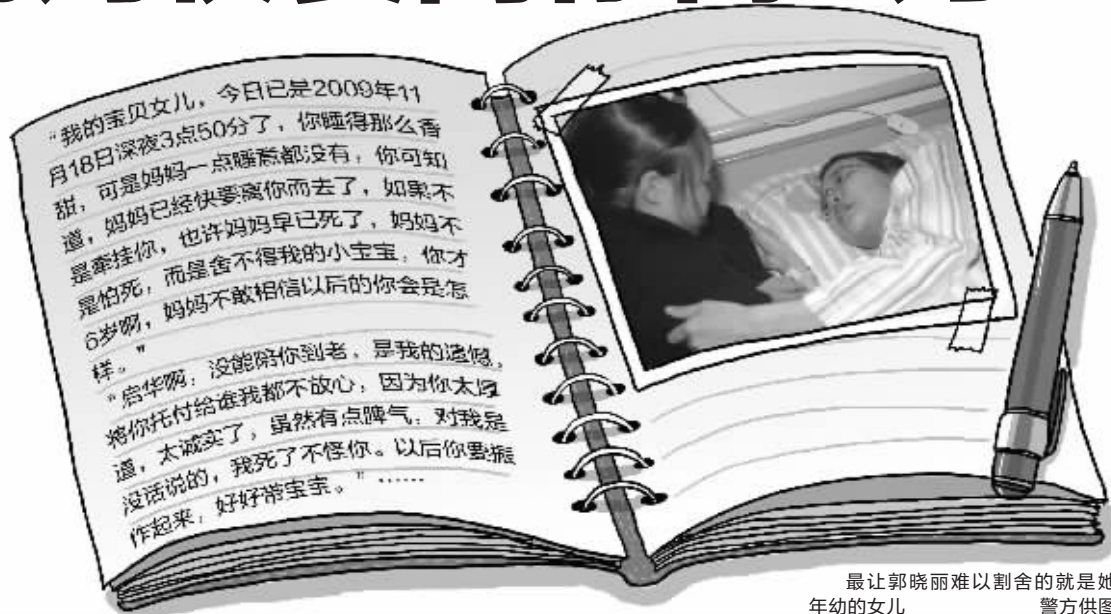 “我的宝贝女儿，今日已是2009年11
月18日深夜3点50分了，你睡得那么香
甜，可是妈妈一点睡意都没有，你可知
道，妈妈已经快要离你而去了，如果不
是牵挂你，也许妈妈早已死了，妈妈不
是怕死，而是舍不得我的小宝宝，你才
6岁啊，妈妈不敢相信以后的你会是怎
样。”
“启华啊，没能陪你到老，是我的遗憾，
将你托付给谁我都不放心，因为你太厚
道，太诚实了，虽然有点脾气，对我是
没话说的，我死了不怪你。以后你要振
作起来，好好带宝宝。”……
最让郭晓丽难以割舍的就是她
年幼的女儿 警方供图